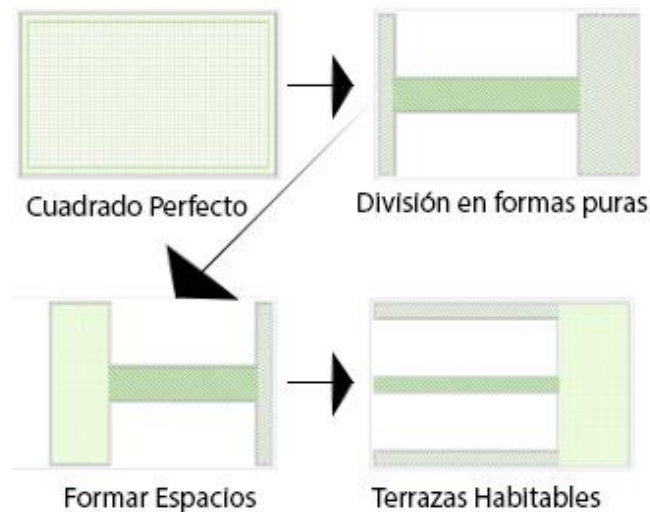 Cuadrado Perfecto
División en formas puras
Formar Espacios
Terrazas Habitables